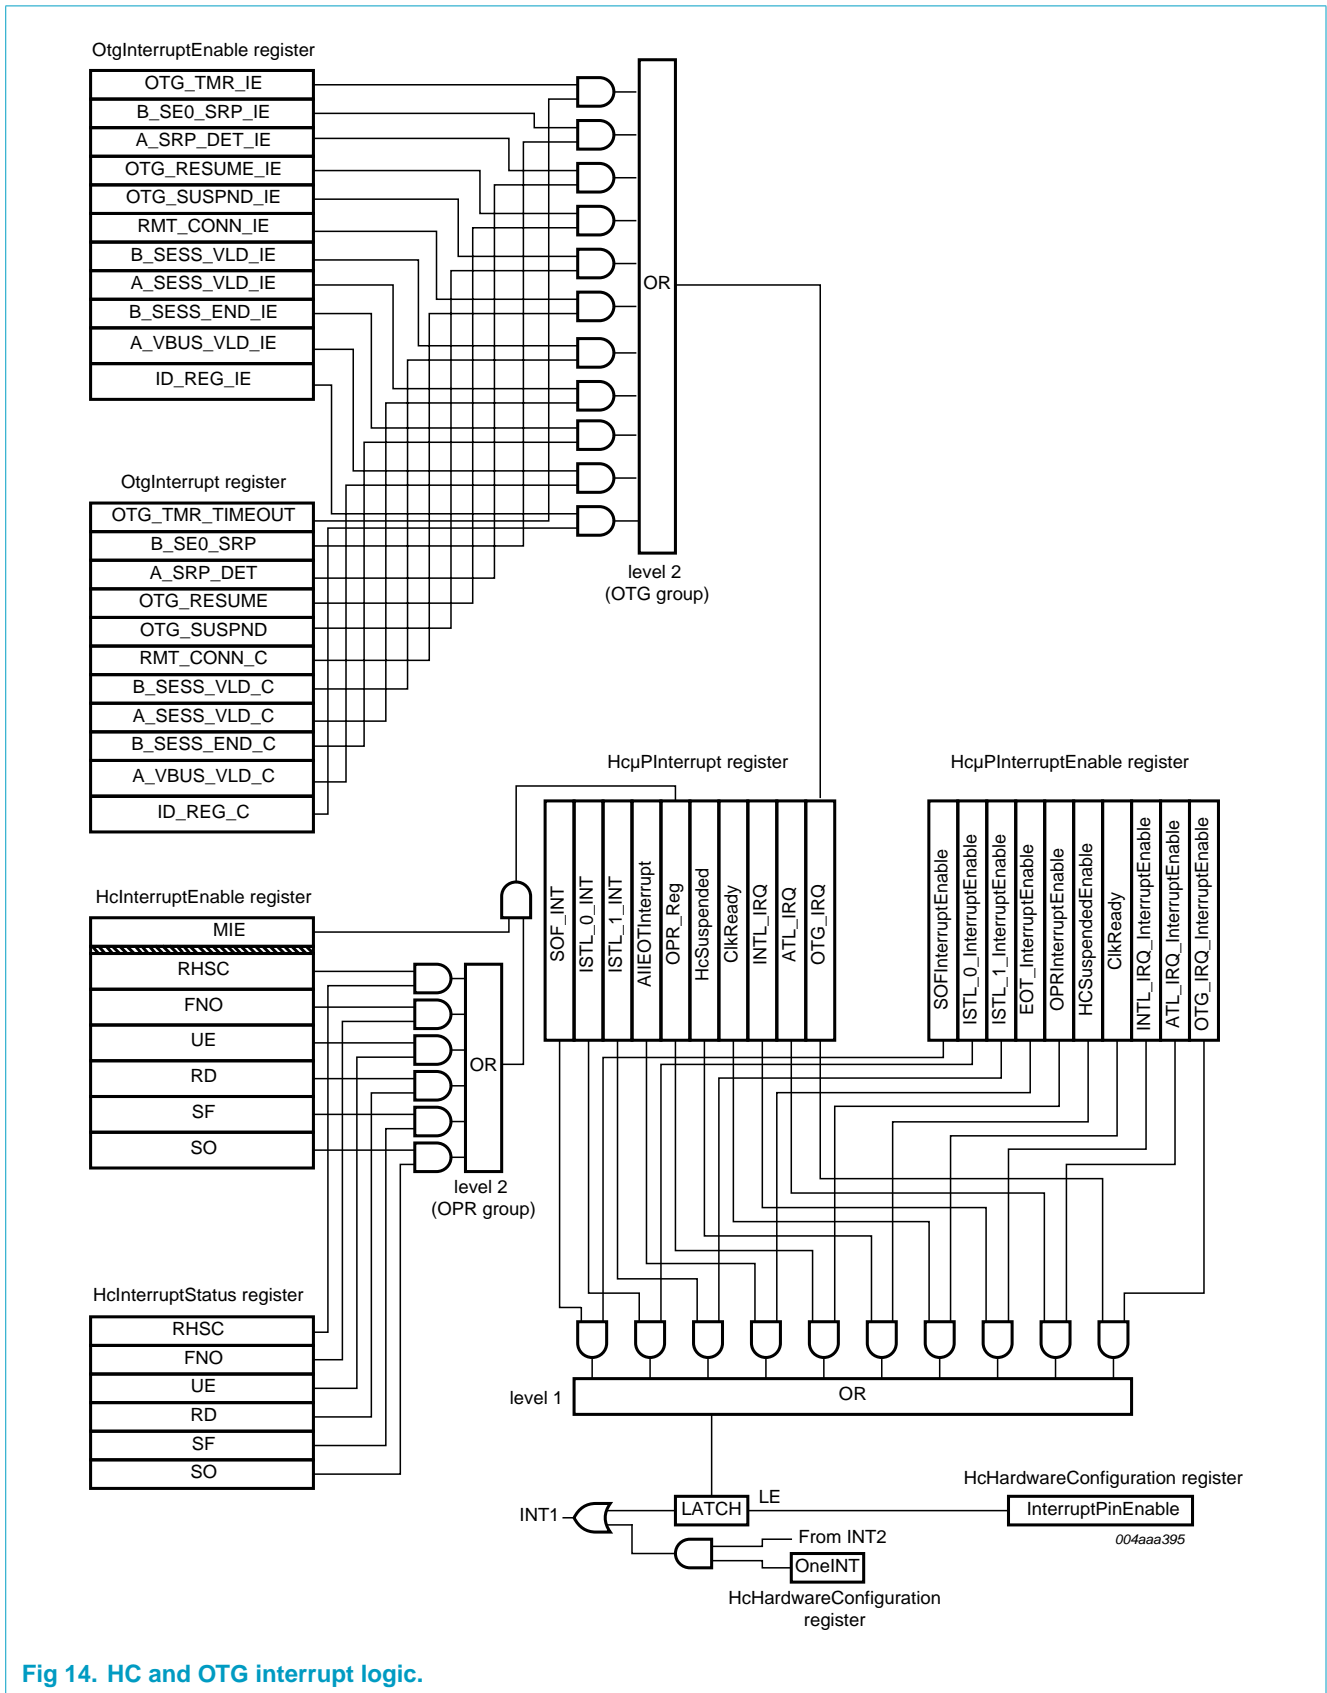 OtgInterruptEnable register
OTG_TMR_IE
B_SE0_SRP_IE
A_SRP_DET_IE
OTG_RESUME_IE
OTG_SUSPND_IE
RMT_CONN_IE
B_SESS_VLD_IE
A_SESS_VLD_IE
B_SESS_END_IE
A_VBUS_VLD_IE
ID_REG_IE
OR
level 2
(OTG group)
OtgInterrupt register
OTG_TMR_TIMEOUT
B_SE0_SRP
A_SRP_DET
OTG_RESUME
OTG_SUSPND
RMT_CONN_C
B_SESS_VLD_C
A_SESS_VLD_C
B_SESS_END_C
A_VBUS_VLD_C
ID_REG_C
HcInterruptEnable register
MIE
RHSC
FNO
UE
RD
SF
SO
OR
level 2
(OPR group)
HcInterruptStatus register
RHSC
FNO
UE
RD
SF
SO
HcµPInterrupt register
SOF_INT
ISTL_0_INT
ISTL_1_INT
AllEOTInterrupt
OPR_Reg
HcSuspended
ClkReady
INTL_IRQ
ATL_IRQ
OTG_IRQ
HcµPInterruptEnable register
SOFInterruptEnable
ISTL_0_InterruptEnable
ISTL_1_InterruptEnable
EOT_InterruptEnable
OPRInterruptEnable
HCSuspendedEnable
ClkReady
INTL_IRQ_InterruptEnable
ATL_IRQ_InterruptEnable
OTG_IRQ_InterruptEnable
level 1
OR
HcHardwareConfiguration register
InterruptPinEnable
004aaa395
LE
LATCH
INT1
From INT2
OneINT
HcHardwareConfiguration
register
Fig 14. HC and OTG interrupt logic.